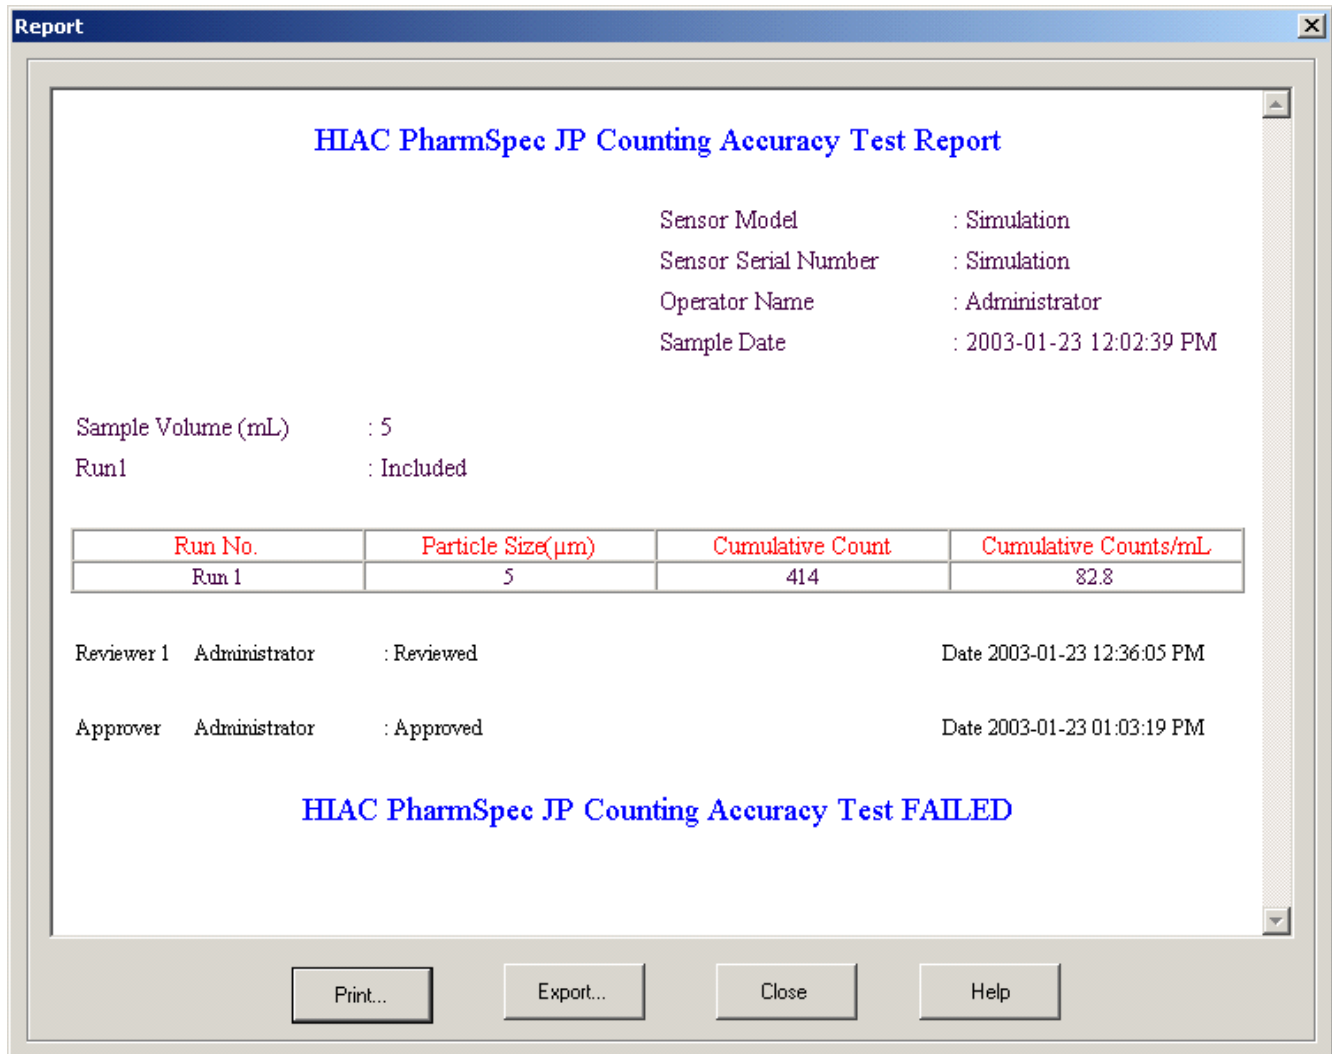 Report
HIAC PharmSpec JP Counting Accuracy Test Report
Sensor Model : Simulation
Sensor Serial Number : Simulation
Operator Name : Administrator
Sample Date : 2003-01-23 12:02:39 PM
Sample Volume (mL) : 5
Run1 : Included
Run No. Particle Size(µm) Cumulative Count Cumulative Counts/mL
Run 1 5 414 82.8
Reviewer 1 Administrator : Reviewed Date 2003-01-23 12:36:05 PM
Approver Administrator : Approved Date 2003-01-23 01:03:19 PM
HIAC PharmSpec JP Counting Accuracy Test FAILED
Print... Export... Close Help